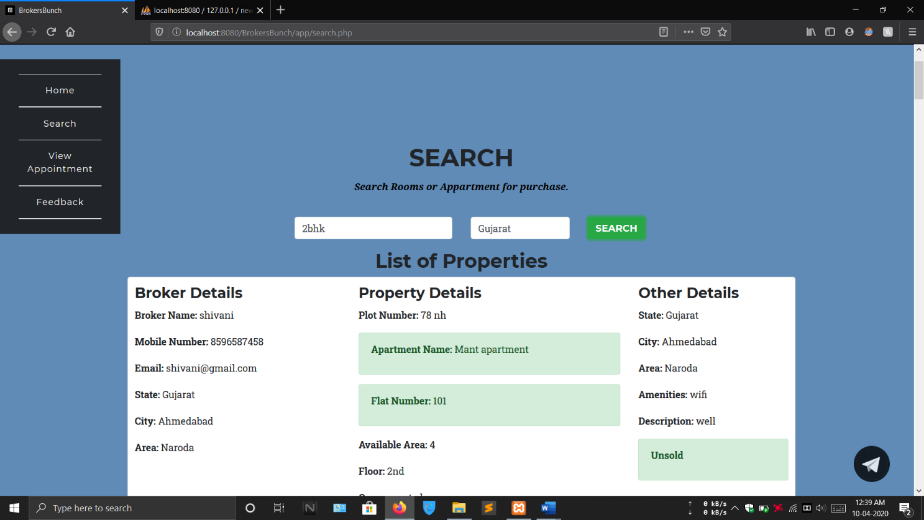 BrokersBunch
localhost:8080 / 127.0.0.1 / new
localhost:8080/BrokersBunch/app/search.php
Home
Search
View
Appointment
Feedback
SEARCH
Search Rooms or Appartment for purchase.
2bhk
Gujarat
SEARCH
List of Properties
Broker Details
Broker Name: shivani
Mobile Number: 8596587458
Email: shivani@gmail.com
State: Gujarat
City: Ahmedabad
Area: Naroda
Property Details
Plot Number: 78 nh
Apartment Name: Mant apartment
Flat Number: 101
Available Area: 4
Floor: 2nd
Other Details
State: Gujarat
City: Ahmedabad
Area: Naroda
Amenities: wifi
Description: well
Unsold
Type here to search
0 kB/s
0 kB/s
12:39 AM
10-04-2020
2